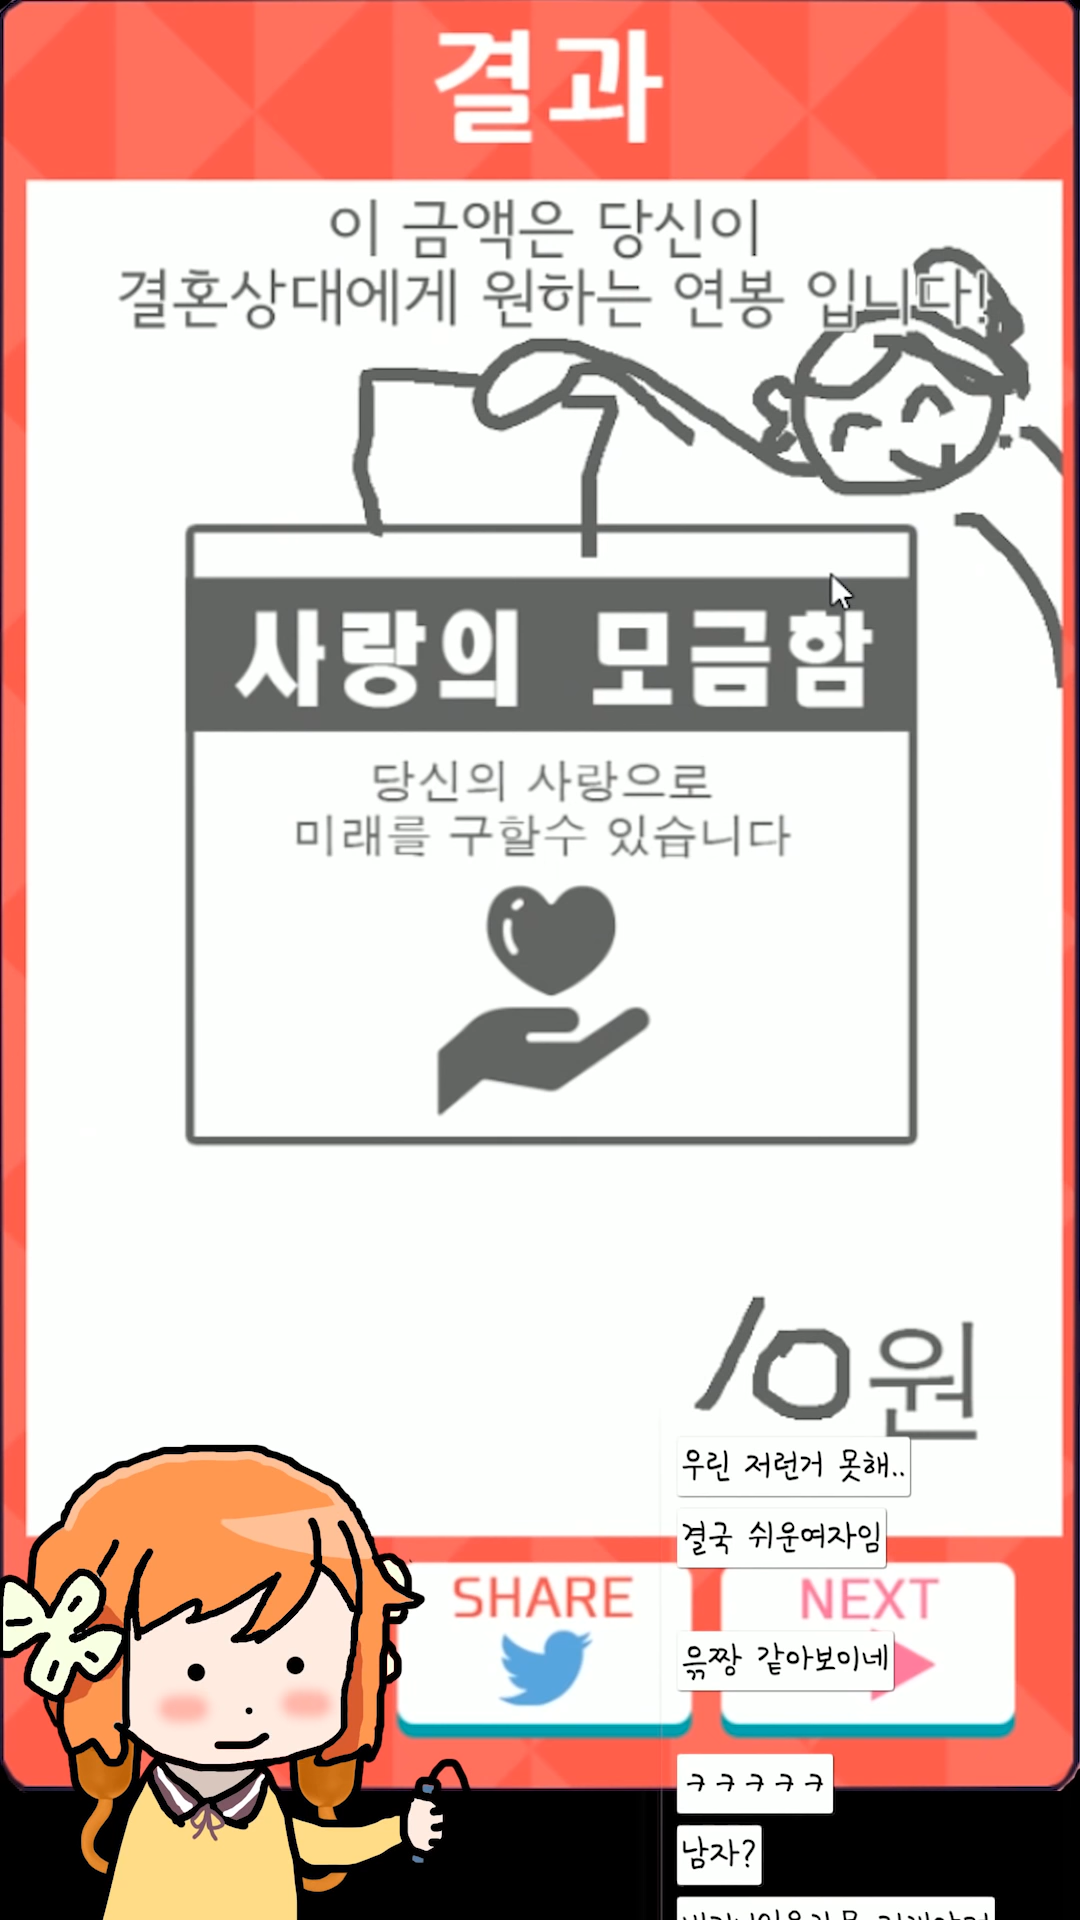 결과
이 금액은 당신이
결혼상대에게 원하는 연봉 입니다!
사랑의 모금함
당신의 사랑으로
미래를 구할수 있습니다
10원
우린 저런거 못해..
결국 쉬운여자임
SHARE
NEXT
윾짱 같아보이네
ㅋㅋㅋㅋㅋ
남자?